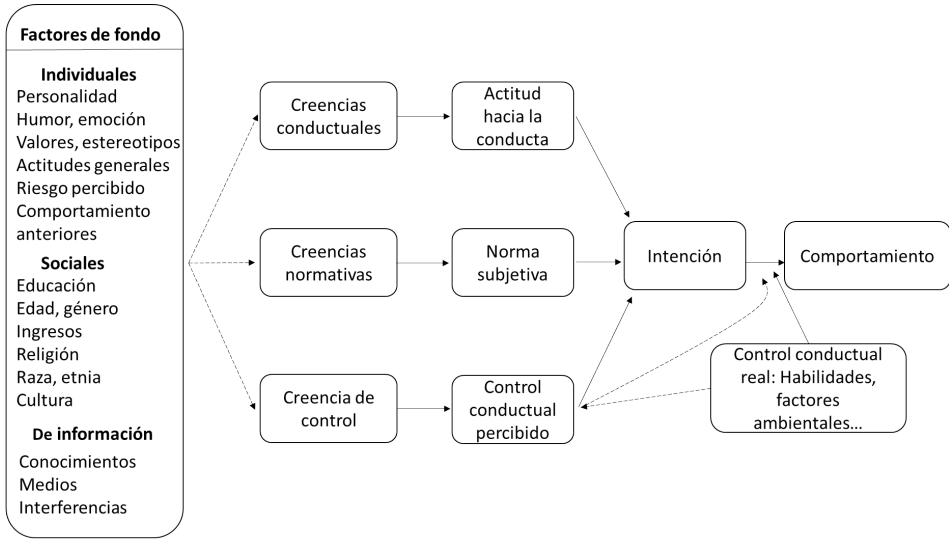 Factores de fondo
Individuales
Personalidad
Humor, emoción
Valores, estereotipos
Actitudes generales
Riesgo percibido
Comportamiento
anteriores
Sociales
Educación
Edad, género
Ingresos
Religión
Raza, etnia
Cultura
De información
Conocimientos
Medios
Interferencias
Creencias
conductuales
Actitud
hacia la
conducta
Creencias
normativas
Norma
subjetiva
Intención
Comportamiento
Creencia de
control
Control
conductual
percibido
Control conductual
real: Habilidades,
factores
ambientales...